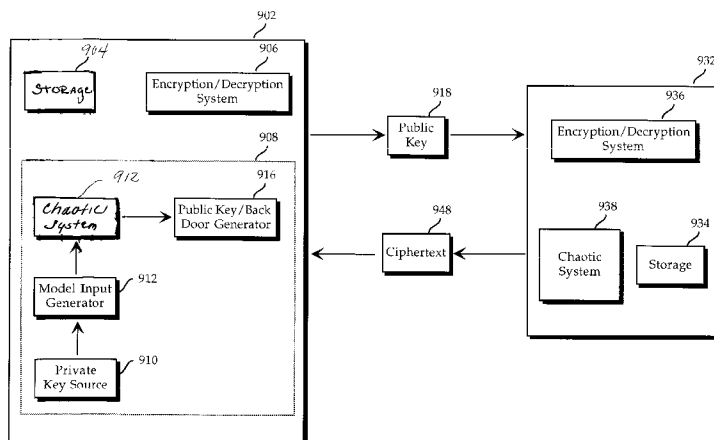 902
904
STORAGE
906
Encryption/Decryption
System
908
912
Chaotic
System
916
Public Key/Back
Door Generator
Model Input
Generator
912
Private
Key Source
910
918
Public
Key
948
Ciphertext
932
936
Encryption/Decryption
System
938
Chaotic
System
934
Storage